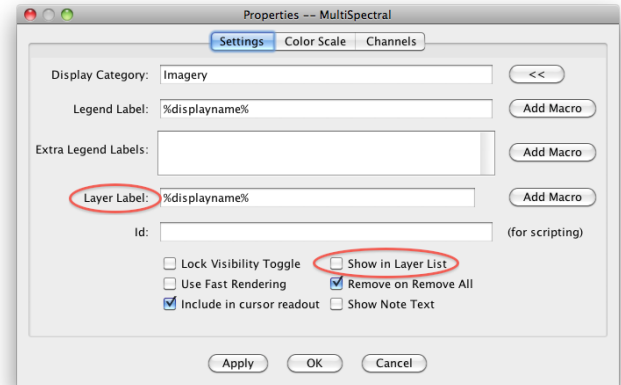 Properties -- MultiSpectral
Settings Color Scale Channels
Display Category: Imagery <<
Legend Label: %displayname% Add Macro
Extra Legend Labels: Add Macro
Layer Label: %displayname% Add Macro
Id: (for scripting)
Lock Visibility Toggle Show in Layer List
Use Fast Rendering Remove on Remove All
Include in cursor readout Show Note Text
Apply OK Cancel